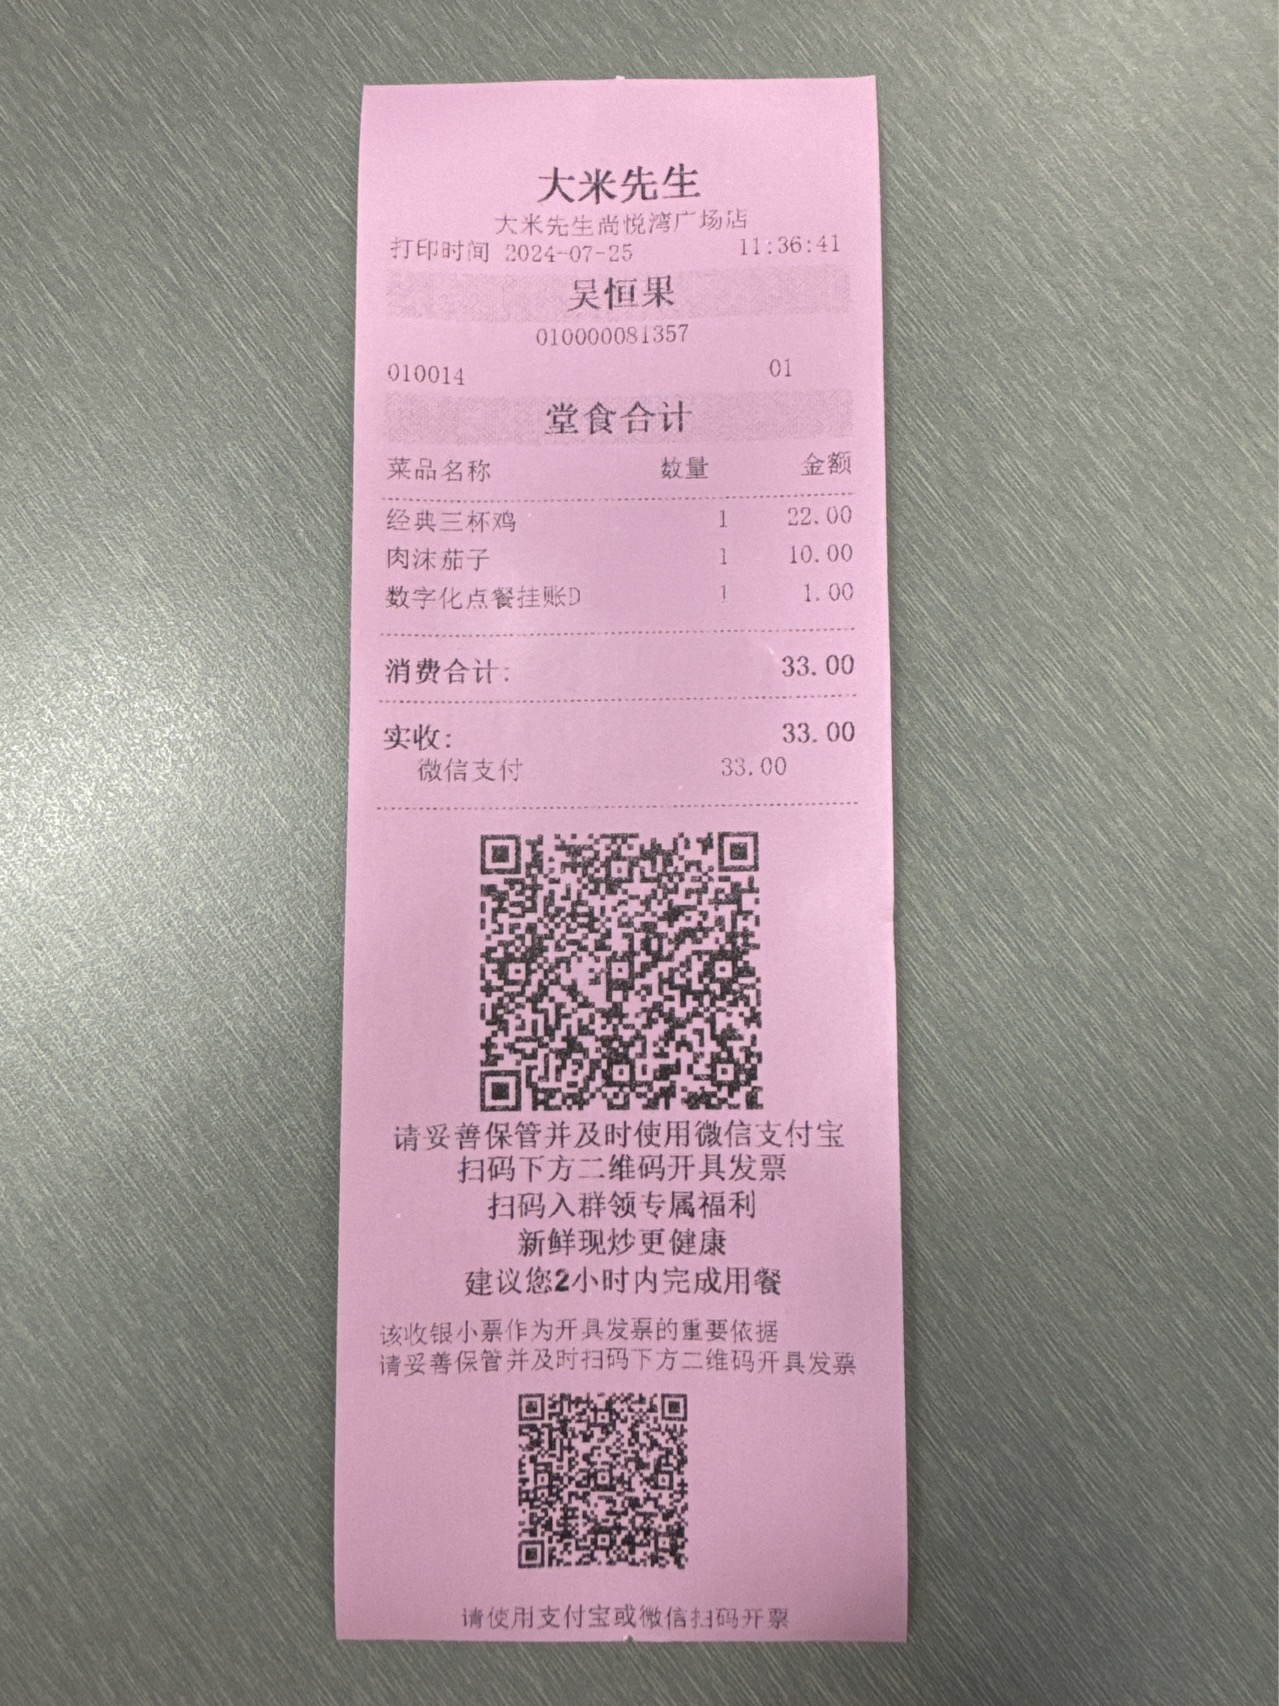 大米先生
大米先生尚悦湾广场店
打印时间 2024-07-25 11:36:41
吴恒果
010000081357
010014 01
堂食合计
菜品名称 数量 金额
经典三杯鸡 1 22.00
肉沫茄子 1 10.00
数字化点餐挂账D 1 1.00
消费合计: 33.00
实收: 33.00
微信支付 33.00
请妥善保管并及时使用微信支付宝
扫码下方二维码开具发票
扫码入群领专属福利
新鲜现炒更健康
建议您2小时内完成用餐
该收银小票作为开具发票的重要依据
请妥善保管并及时扫码下方二维码开具发票
请使用支付宝或微信扫码开票